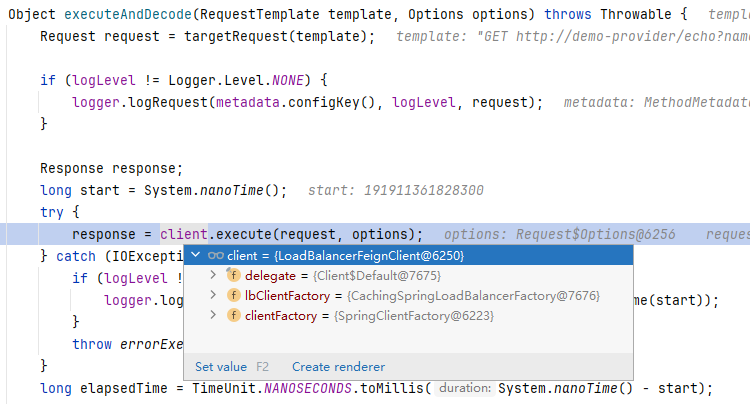 Object executeAndDecode(RequestTemplate template, Options options) throws Throwable { temp
Request request = targetRequest(template); template: "GET http://demo-provider/echo?nam
if (logLevel != Logger.Level.NONE) {
logger.logRequest(metadata.configKey(), logLevel, request); metadata: MethodMetadat
}
Response response;
long start = System.nanoTime(); start: 191911361828300
try {
response = client.execute(request, options); options: Request$Options@6256 reques
} catch (IOExcepti
client = {LoadBalancerFeignClient@6250}
if (logLevel !
delegate = {Client$Default@7675}
logger.log
lbClientFactory = {CachingSpringLoadBalancerFactory@7676}
me(start));
}
clientFactory = {SpringClientFactory@6223}
throw errorExe
}
Set value F2 Create renderer
long elapsedTime = TimeUnit.NANOSECONDS.toMillis( duration: System.nanoTime() - start);